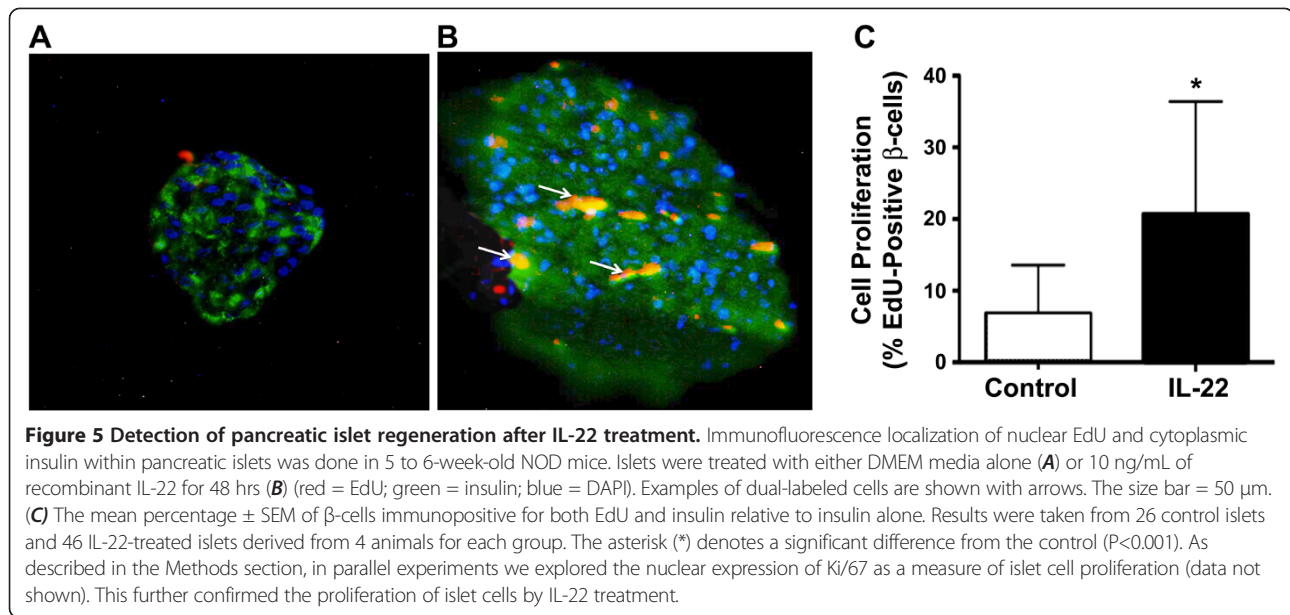 A
B
C
Cell Proliferation
(% EdU-Positive β-cells)
40
30
20
10
0
*
Control
IL-22
Figure 5 Detection of pancreatic islet regeneration after IL-22 treatment. Immunofluorescence localization of nuclear EdU and cytoplasmic
insulin within pancreatic islets was done in 5 to 6-week-old NOD mice. Islets were treated with either DMEM media alone (A) or 10 ng/mL of
recombinant IL-22 for 48 hrs (B) (red = EdU; green = insulin; blue = DAPI). Examples of dual-labeled cells are shown with arrows. The size bar = 50 μm.
(C) The mean percentage ± SEM of β-cells immunopositive for both EdU and insulin relative to insulin alone. Results were taken from 26 control islets
and 46 IL-22-treated islets derived from 4 animals for each group. The asterisk (*) denotes a significant difference from the control (P<0.001). As
described in the Methods section, in parallel experiments we explored the nuclear expression of Ki/67 as a measure of islet cell proliferation (data not
shown). This further confirmed the proliferation of islet cells by IL-22 treatment.